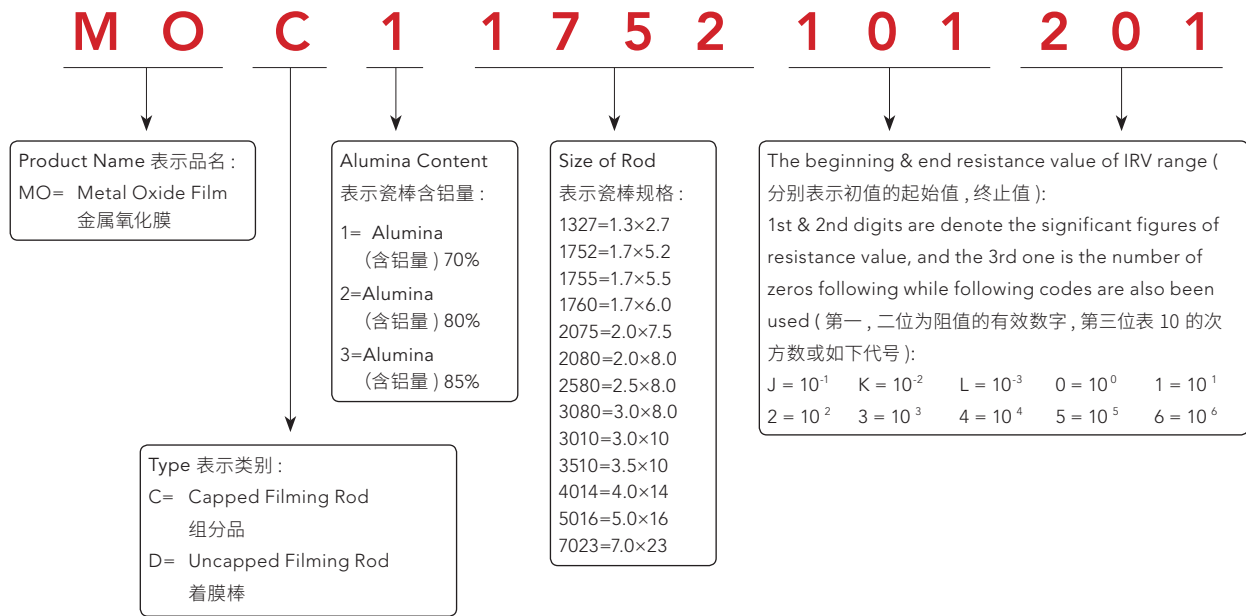 M O C 1 1 7 5 2 1 0 1 2 0 1
Product Name 表示品名 :
MO= Metal Oxide Film
金属氧化膜
Alumina Content
表示瓷棒含铝量 :
1= Alumina
(含铝量 ) 70%
2=Alumina
(含铝量 ) 80%
3=Alumina
(含铝量 ) 85%
Size of Rod
表示瓷棒规格 :
1327=1.3×2.7
1752=1.7×5.2
1755=1.7×5.5
1760=1.7×6.0
2075=2.0×7.5
2080=2.0×8.0
2580=2.5×8.0
3080=3.0×8.0
3010=3.0×10
3510=3.5×10
4014=4.0×14
5016=5.0×16
7023=7.0×23
The beginning & end resistance value of IRV range (
分别表示初值的起始值 , 终止值 ):
1st & 2nd digits are denote the significant figures of
resistance value, and the 3rd one is the number of
zeros following while following codes are also been
used ( 第一 , 二位为阻值的有效数字 , 第三位表 10 的次
方数或如下代号 ):
J = 10⁻¹ K = 10⁻² L = 10⁻³ 0 = 10⁰ 1 = 10¹
2 = 10² 3 = 10³ 4 = 10⁴ 5 = 10⁵ 6 = 10⁶
Type 表示类别 :
C= Capped Filming Rod
组分品
D= Uncapped Filming Rod
着膜棒